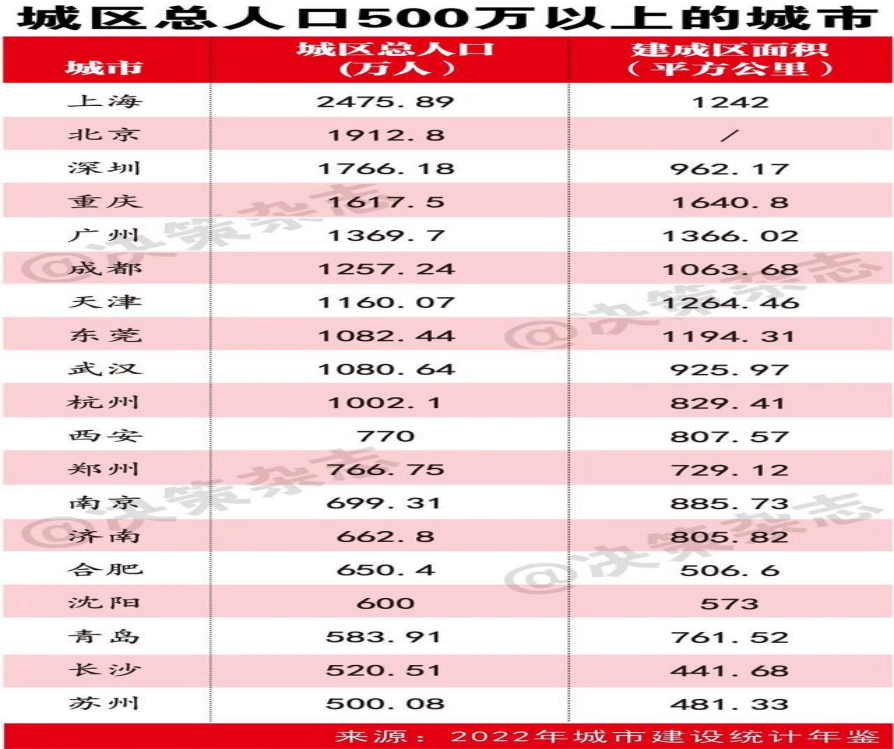 城区总人口500万以上的城市
城市 城区总人口(万人) 建成区面积(平方公里)
上海 2475.89 1242
北京 1912.8 /
深圳 1766.18 962.17
重庆 1617.5 1640.8
广州 1369.7 1366.02
成都 1257.24 1063.68
天津 1160.07 1264.46
东莞 1082.44 1194.31
武汉 1080.64 925.97
杭州 1002.1 829.41
西安 770 807.57
郑州 766.75 729.12
南京 699.31 885.73
济南 662.8 805.82
合肥 650.4 506.6
沈阳 600 573
青岛 583.91 761.52
长沙 520.51 441.68
苏州 500.08 481.33
来源：2022年城市建设统计年鉴
@决策杂志
@决策杂志
@决策杂志
@决策杂志